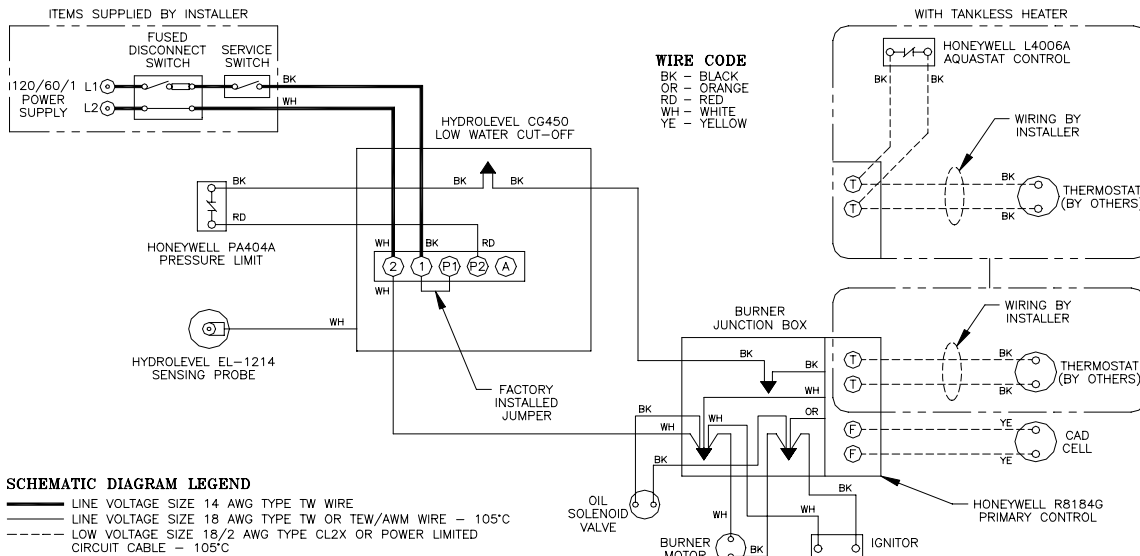 ITEMS SUPPLIED BY INSTALLER
FUSED
DISCONNECT
SWITCH
SERVICE
SWITCH
120/60/1
POWER
SUPPLY
L1
L2
BK
WH
HYDROLEVEL CG450
LOW WATER CUT-OFF
WIRE CODE
BK - BLACK
OR - ORANGE
RD - RED
WH - WHITE
YE - YELLOW
WITH TANKLESS HEATER
HONEYWELL L4006A
AQUASTAT CONTROL
BK
BK
WIRING BY
INSTALLER
T
T
BK
BK
THERMOSTAT
(BY OTHERS)
BK
BK
BK
RD
HONEYWELL PA404A
PRESSURE LIMIT
WH
BK
RD
2
1
P1
P2
A
WH
WH
HYDROLEVEL EL-1214
SENSING PROBE
FACTORY
INSTALLED
JUMPER
BURNER
JUNCTION BOX
WIRING BY
INSTALLER
BK
BK
WH
OR
T
T
BK
BK
THERMOSTAT
(BY OTHERS)
F
F
YE
YE
CAD
CELL
BK
WH
WH
BK
OIL
SOLENOID
VALVE
BK
HONEYWELL R8184G
PRIMARY CONTROL
WH
WH
BURNER
MOTOR
BK
IGNITOR
SCHEMATIC DIAGRAM LEGEND
LINE VOLTAGE SIZE 14 AWG TYPE TW WIRE
LINE VOLTAGE SIZE 18 AWG TYPE TW OR TEW/AWM WIRE - 105°C
LOW VOLTAGE SIZE 18/2 AWG TYPE CL2X OR POWER LIMITED
CIRCUIT CABLE - 105°C